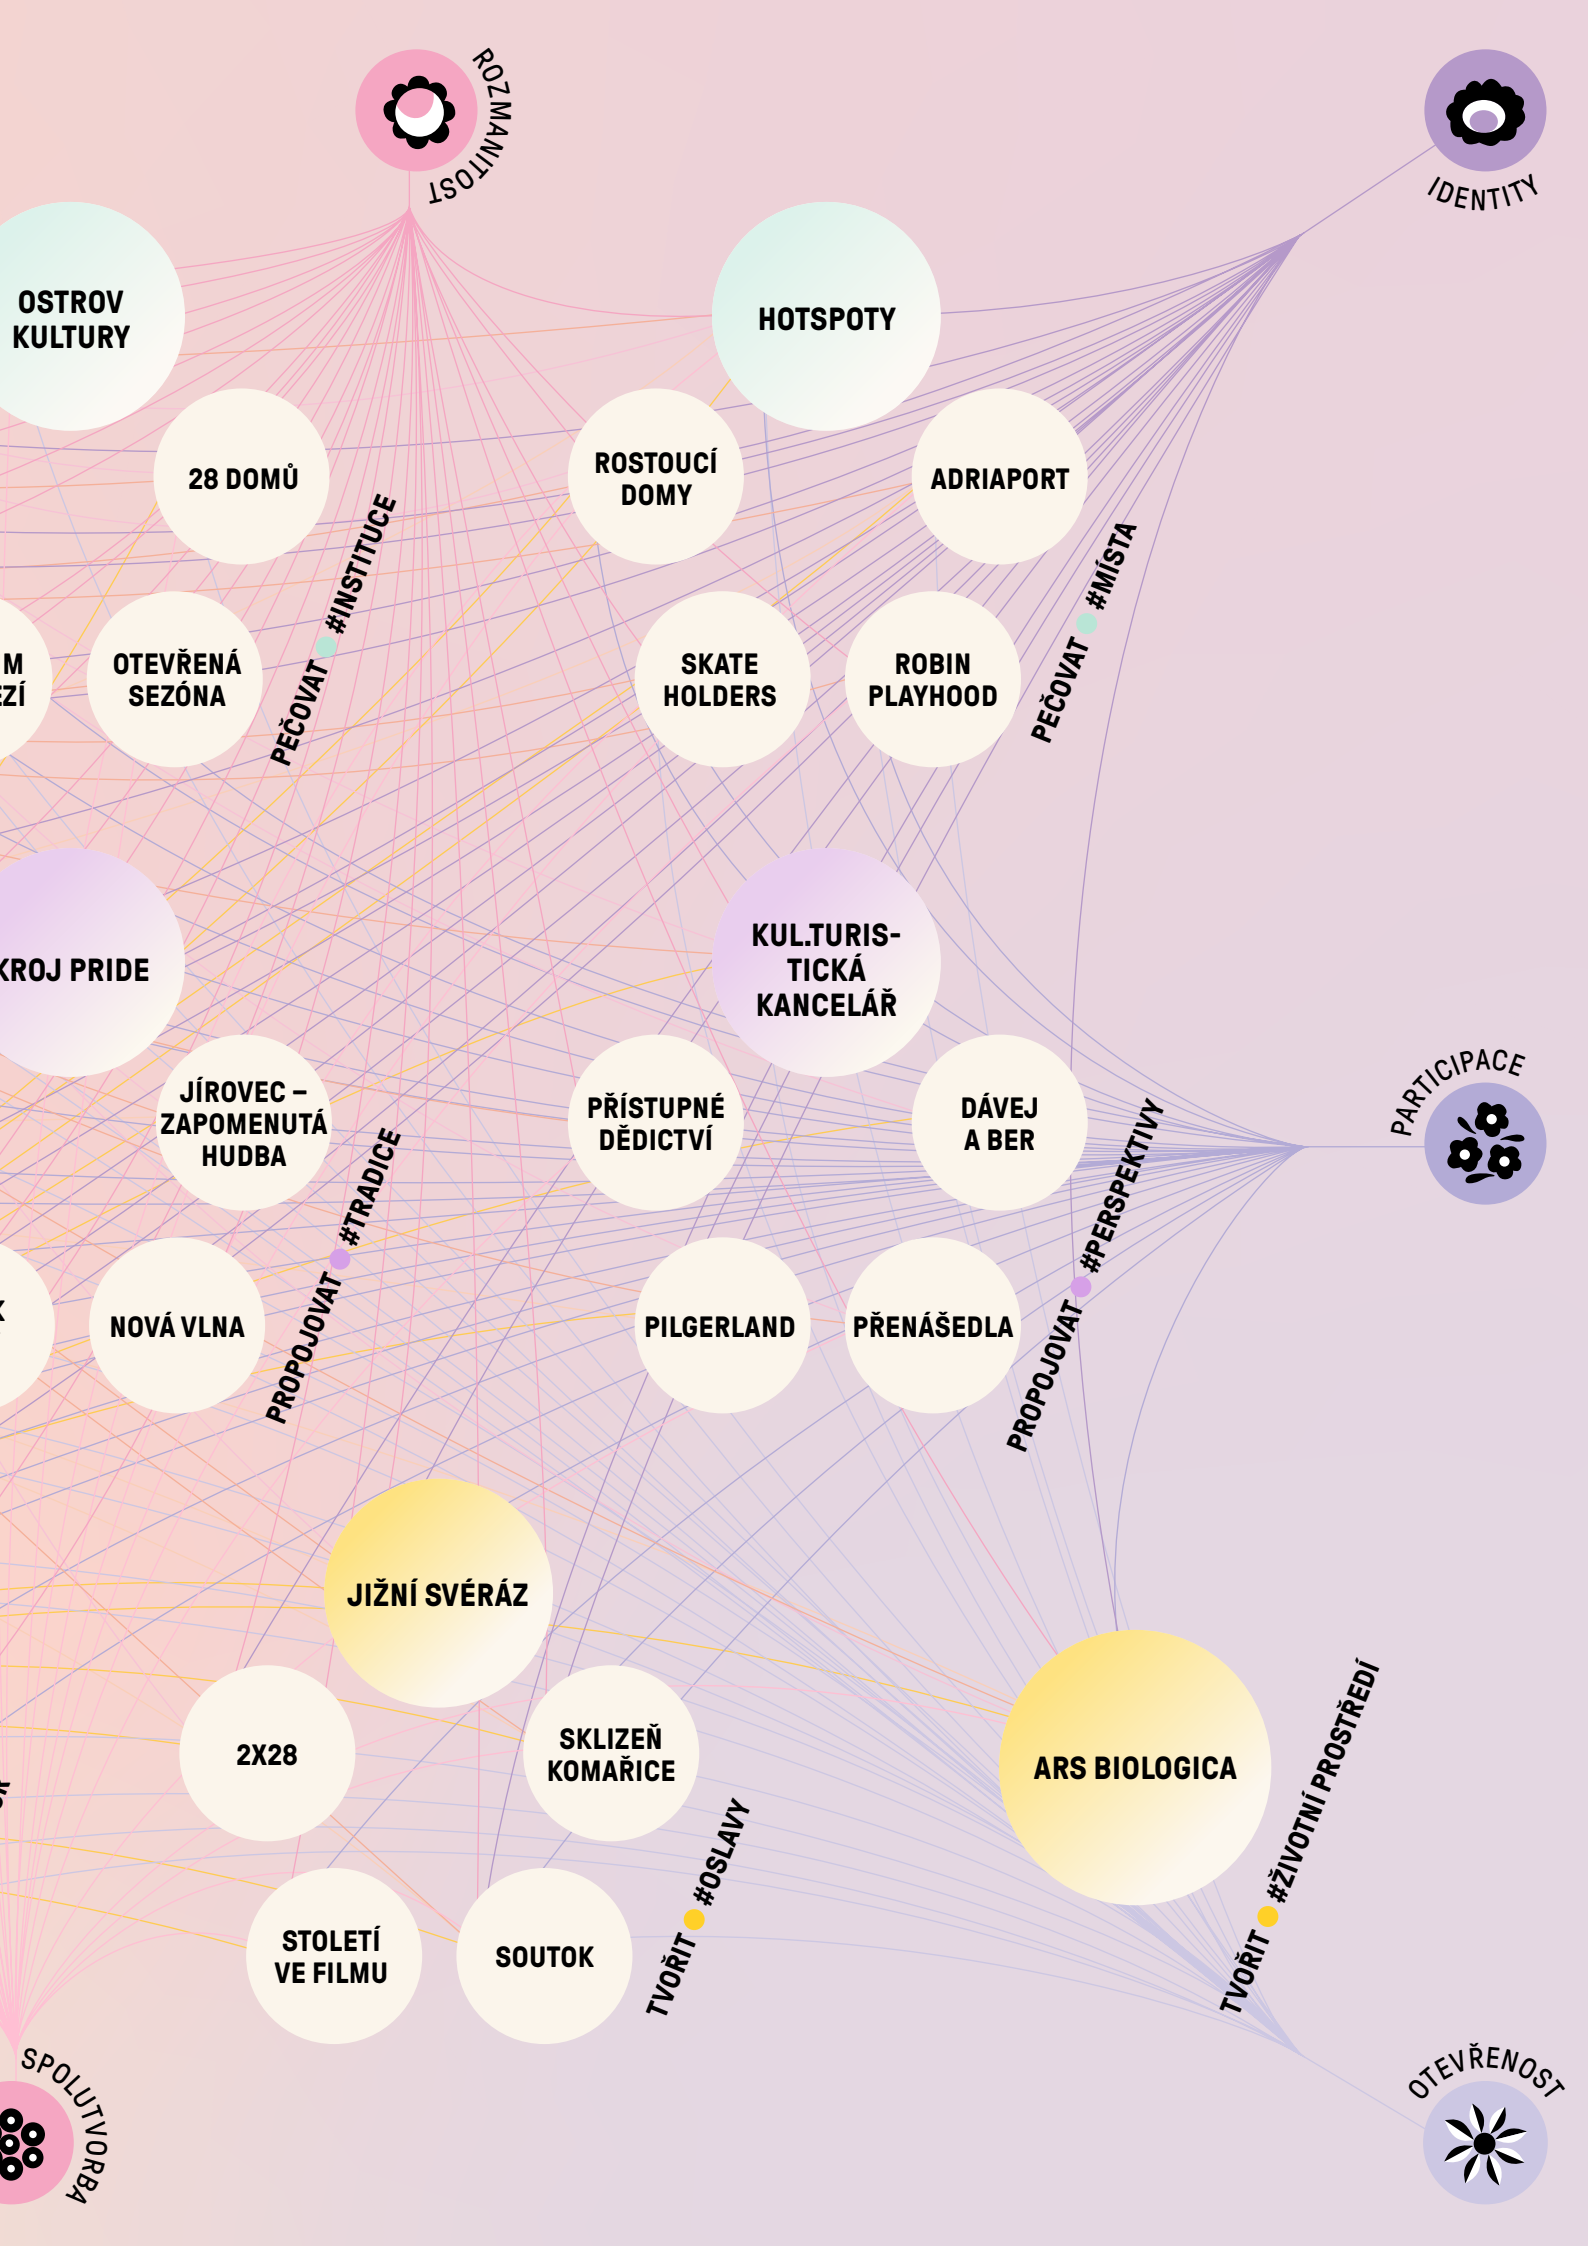 ROZMANITOST
IDENTITY
OSTROV
KULTURY
HOTSPOTY
28 DOMŮ
ROSTOUCÍ
DOMY
ADRIAPORT
PEČOVAT #INSTITUCE
PEČOVAT #MÍSTA
M
EZÍ
OTEVŘENÁ
SEZÓNA
SKATE
HOLDERS
ROBIN
PLAYHOOD
KROJ PRIDE
KUL.TURIS-
TICKÁ
KANCELÁŘ
JÍROVEC –
ZAPOMENUTÁ
HUDBA
PŘÍSTUPNÉ
DĚDICTVÍ
DÁVEJ
A BER
PARTICIPACE
PROPOJOVAT #TRADICE
PROPOJOVAT #PERSPEKTIVY
NOVÁ VLNA
PILGERLAND
PŘENÁŠEDLA
JIŽNÍ SVÉRÁZ
2X28
SKLIZEŇ
KOMAŘICE
ARS BIOLOGICA
STOLETÍ
VE FILMU
SOUTOK
TVOŘIT #OSLAVY
TVOŘIT #ŽIVOTNÍ PROSTŘEDÍ
SPOLUTVORBA
OTEVŘENOST